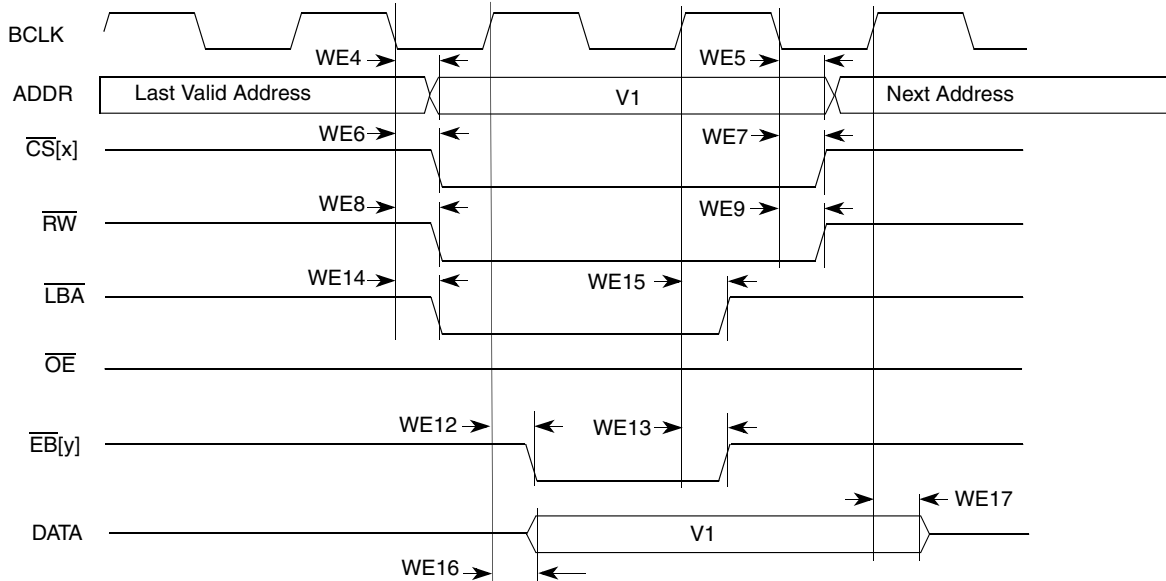 BCLK
WE4
WE5
ADDR
Last Valid Address
V1
Next Address
WE6
WE7
CS[x]
WE8
WE9
RW
WE14
WE15
LBA
OE
WE12
WE13
EB[y]
WE17
DATA
V1
WE16